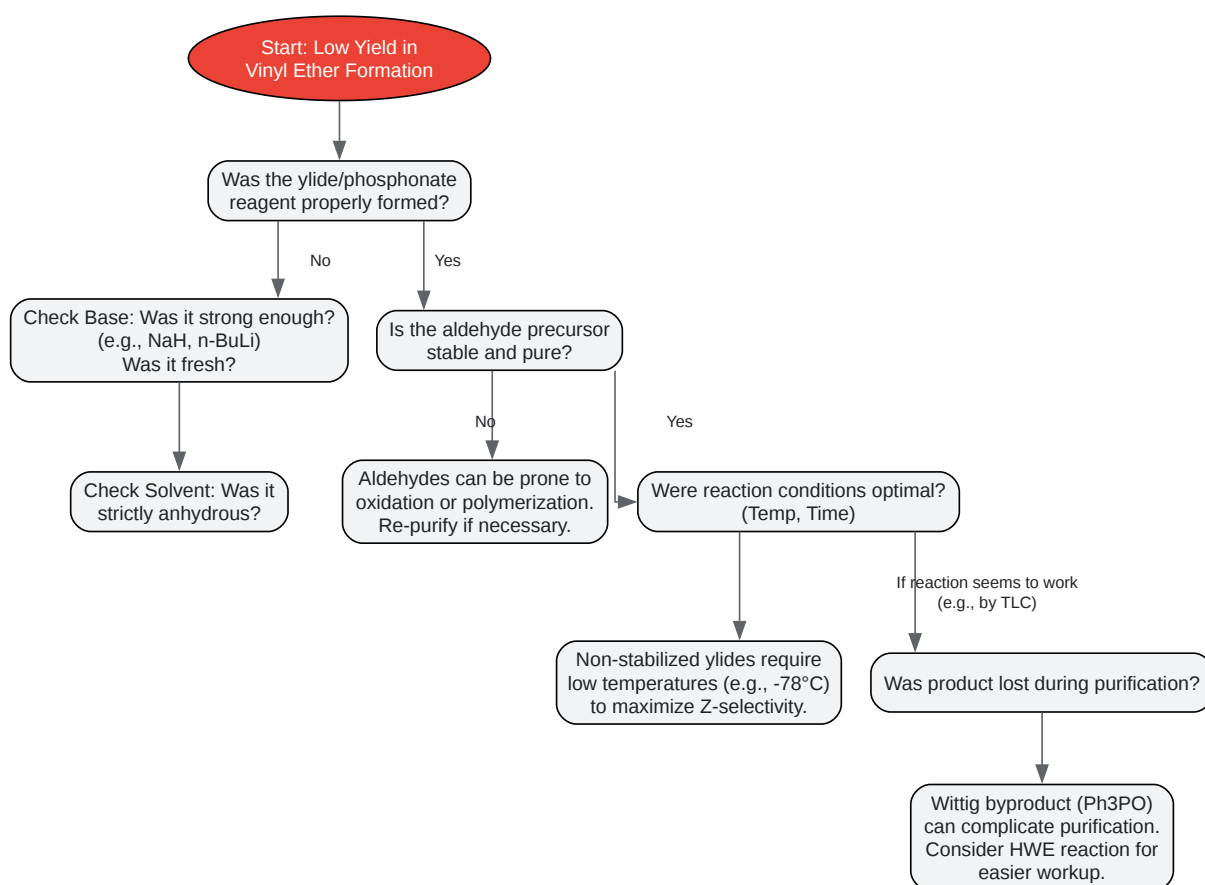 Start: Low Yield in
Vinyl Ether Formation
Was the ylide/phosphonate
reagent properly formed?
No
Yes
Check Base: Was it strong enough?
(e.g., NaH, n-BuLi)
Was it fresh?
Is the aldehyde precursor
stable and pure?
No
Yes
Check Solvent: Was it
strictly anhydrous?
Aldehydes can be prone to
oxidation or polymerization.
Re-purify if necessary.
Were reaction conditions optimal?
(Temp, Time)
If reaction seems to work
(e.g., by TLC)
Non-stabilized ylides require
low temperatures (e.g., -78°C)
to maximize Z-selectivity.
Was product lost during purification?
Wittig byproduct (Ph3PO)
can complicate purification.
Consider HWE reaction for
easier workup.